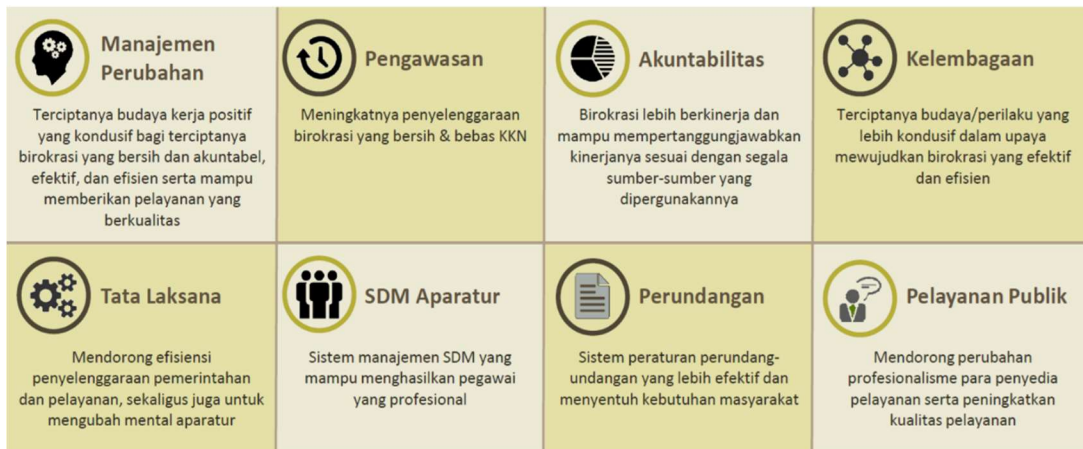 Manajemen
Perubahan
Terciptanya budaya kerja positif
yang kondusif bagi terciptanya
birokrasi yang bersih dan akuntabel,
efektif, dan efisien serta mampu
memberikan pelayanan yang
berkualitas
Pengawasan
Meningkatnya penyelenggaraan
birokrasi yang bersih & bebas KKN
Akuntabilitas
Birokrasi lebih berkinerja dan
mampu mempertanggungjawabkan
kinerjanya sesuai dengan segala
sumber-sumber yang
dipergunakannya
Kelembagaan
Terciptanya budaya/perilaku yang
lebih kondusif dalam upaya
mewujudkan birokrasi yang efektif
dan efisien
Tata Laksana
Mendorong efisiensi
penyelenggaraan pemerintahan
dan pelayanan, sekaligus juga untuk
mengubah mental aparatur
SDM Aparatur
Sistem manajemen SDM yang
mampu menghasilkan pegawai
yang profesional
Perundangan
Sistem peraturan perundang-
undangan yang lebih efektif dan
menyentuh kebutuhan masyarakat
Pelayanan Publik
Mendorong perubahan
profesionalisme para penyedia
pelayanan serta peningkatkan
kualitas pelayanan